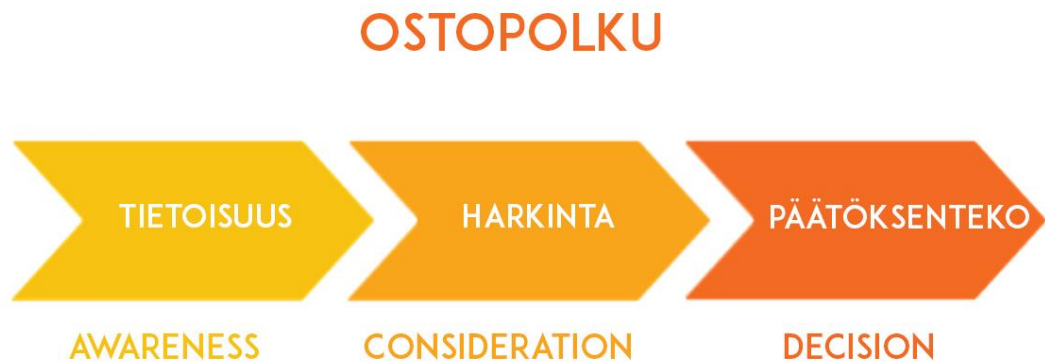 OSTOPOLKU
TIETOISUUS
HARKINTA
PÄÄTÖKSENTEKO
AWARENESS
CONSIDERATION
DECISION